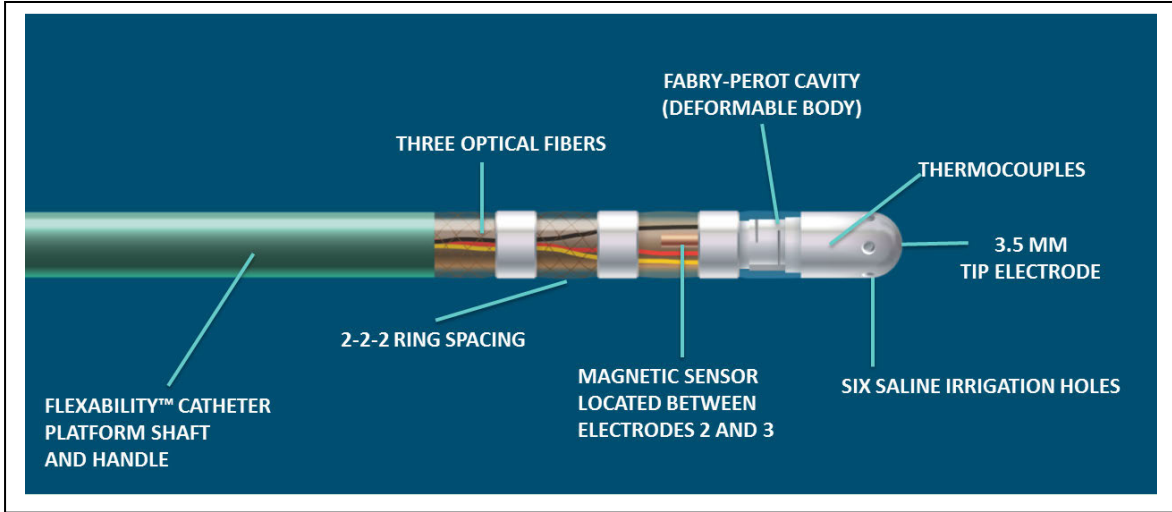 FABRY-PEROT CAVITY
(DEFORMABLE BODY)
THREE OPTICAL FIBERS
THERMOCOUPLES
3.5 MM
TIP ELECTRODE
2-2-2 RING SPACING
MAGNETIC SENSOR
LOCATED BETWEEN
ELECTRODES 2 AND 3
SIX SALINE IRRIGATION HOLES
FLEXABILITY™ CATHETER
PLATFORM SHAFT
AND HANDLE